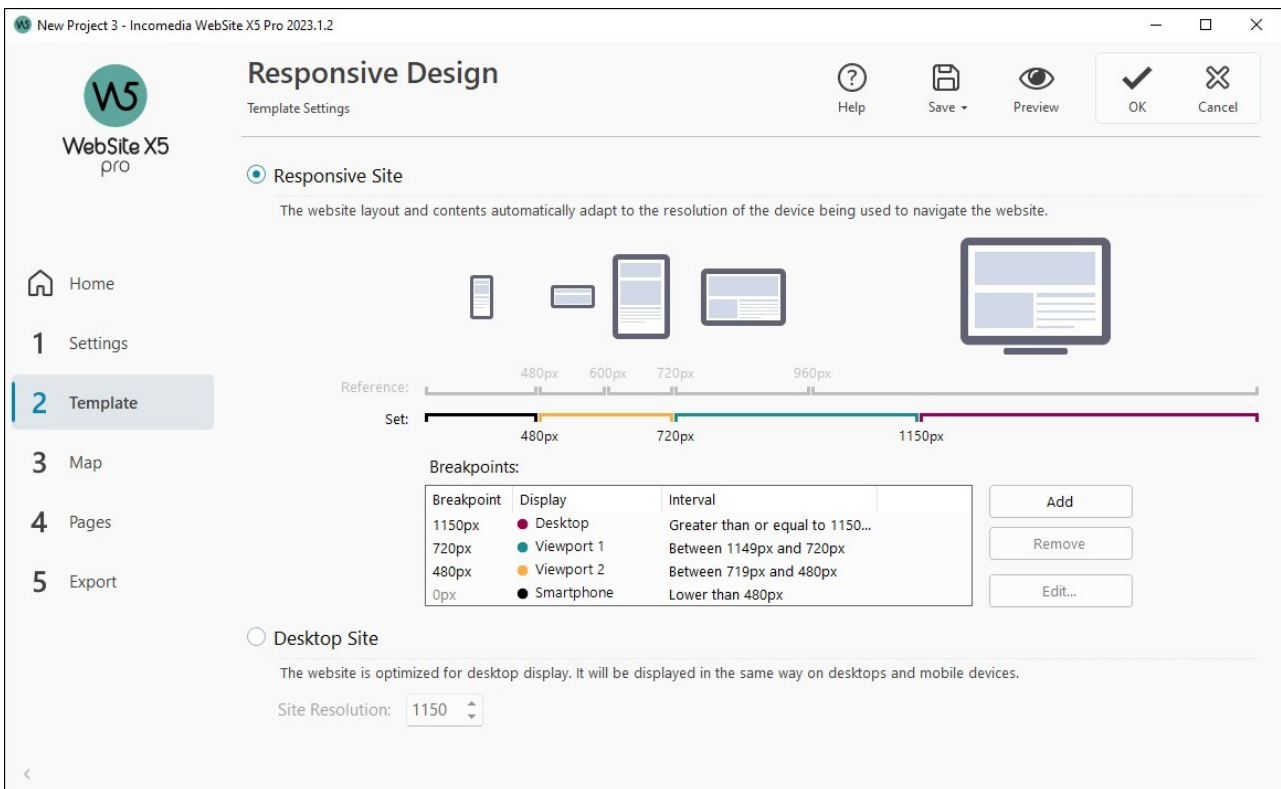 New Project 3 - Incomedia WebSite X5 Pro 2023.1.2
W5
WebSite X5
pro
Responsive Design
Template Settings
Help
Save
Preview
OK
Cancel
Home
1 Settings
2 Template
3 Map
4 Pages
5 Export
Responsive Site
The website layout and contents automatically adapt to the resolution of the device being used to navigate the website.
480px 600px 720px 960px
Reference:
Set:
480px 720px 1150px
Breakpoints:
Breakpoint Display Interval
1150px Desktop Greater than or equal to 1150...
720px Viewport 1 Between 1149px and 720px
480px Viewport 2 Between 719px and 480px
0px Smartphone Lower than 480px
Add
Remove
Edit...
Desktop Site
The website is optimized for desktop display. It will be displayed in the same way on desktops and mobile devices.
Site Resolution: 1150